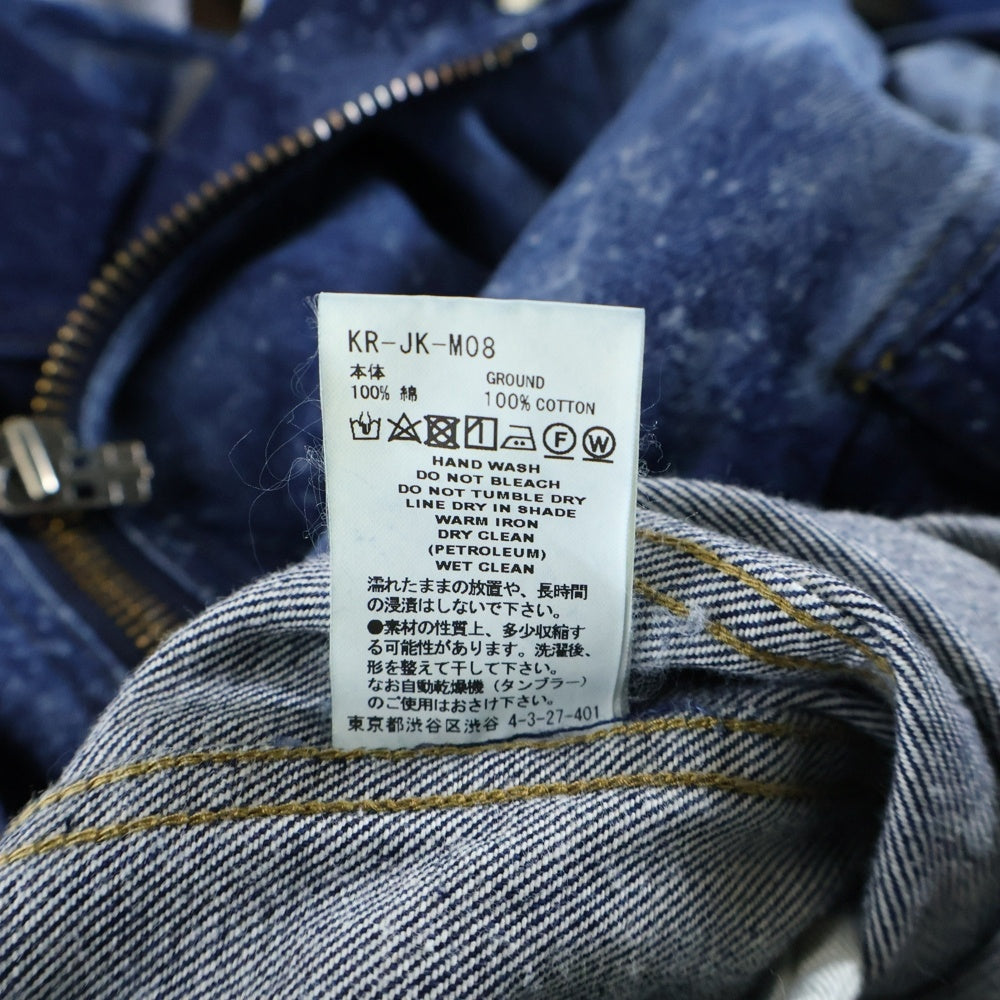 KR-JK-M08
本体 GROUND
100% 綿 100% COTTON
F W
HAND WASH
DO NOT BLEACH
DO NOT TUMBLE DRY
LINE DRY IN SHADE
WARM IRON
DRY CLEAN
(PETROLEUM)
WET CLEAN
濡れたままの放置や、長時間
の浸漬はしないで下さい。
●素材の性質上、多少収縮す
る可能性があります。洗濯後、
形を整えて干して下さい。
なお自動乾燥機（タンブラー）
のご使用はおさけ下さい。
東京都渋谷区渋谷 4-3-27-401